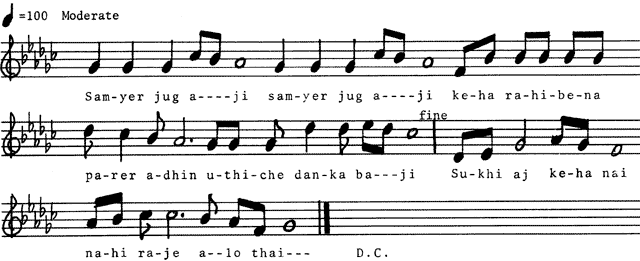 =100 Moderate
Sam-yer jug a----ji sam-yer jug a----ji ke-ha ra-hi-be-na
fine
pa-rer a-dhin u-thi-che dan-ka ba---ji Su-khi aj ke-ha nai
na-hi ra-je a--lo thai--- D.C.